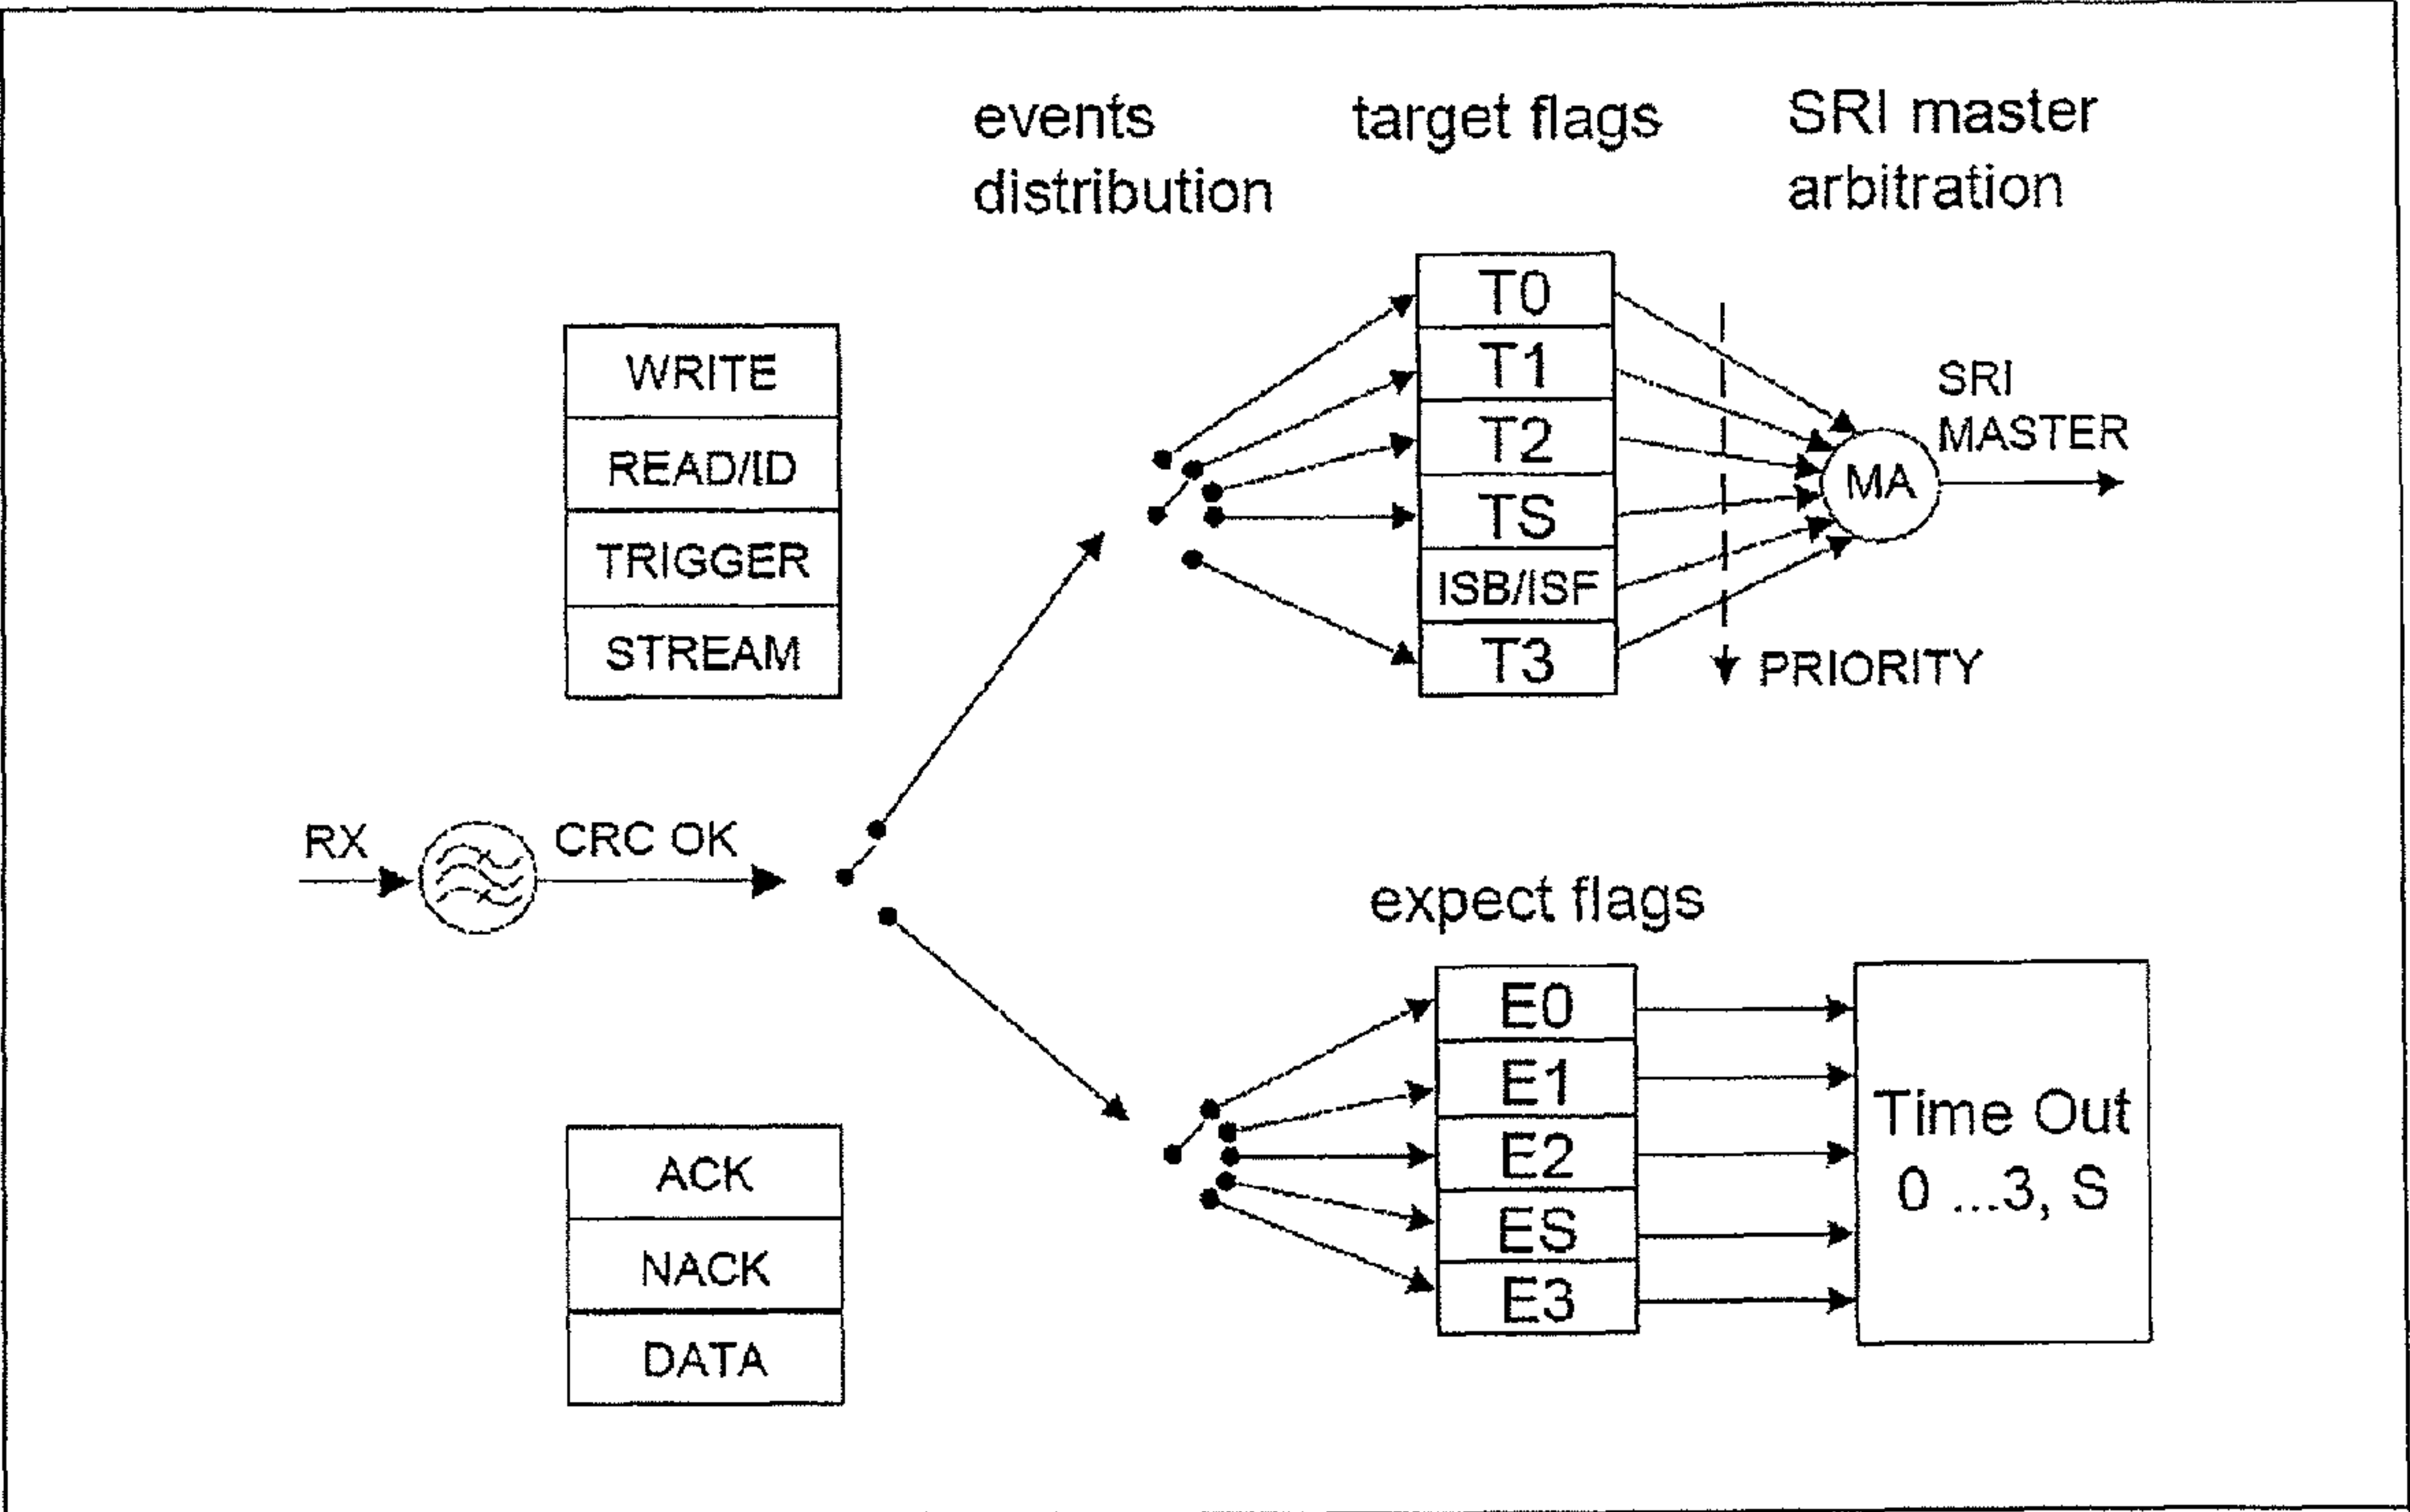 events
distribution
target flags
SRI master
arbitration
WRITE
READ/ID
TRIGGER
STREAM
T0
T1
T2
TS
ISB/ISF
T3
SRI
MASTER
MA
PRIORITY
RX
CRC OK
expect flags
E0
E1
E2
ES
E3
Time Out
0 ...3, S
ACK
NACK
DATA